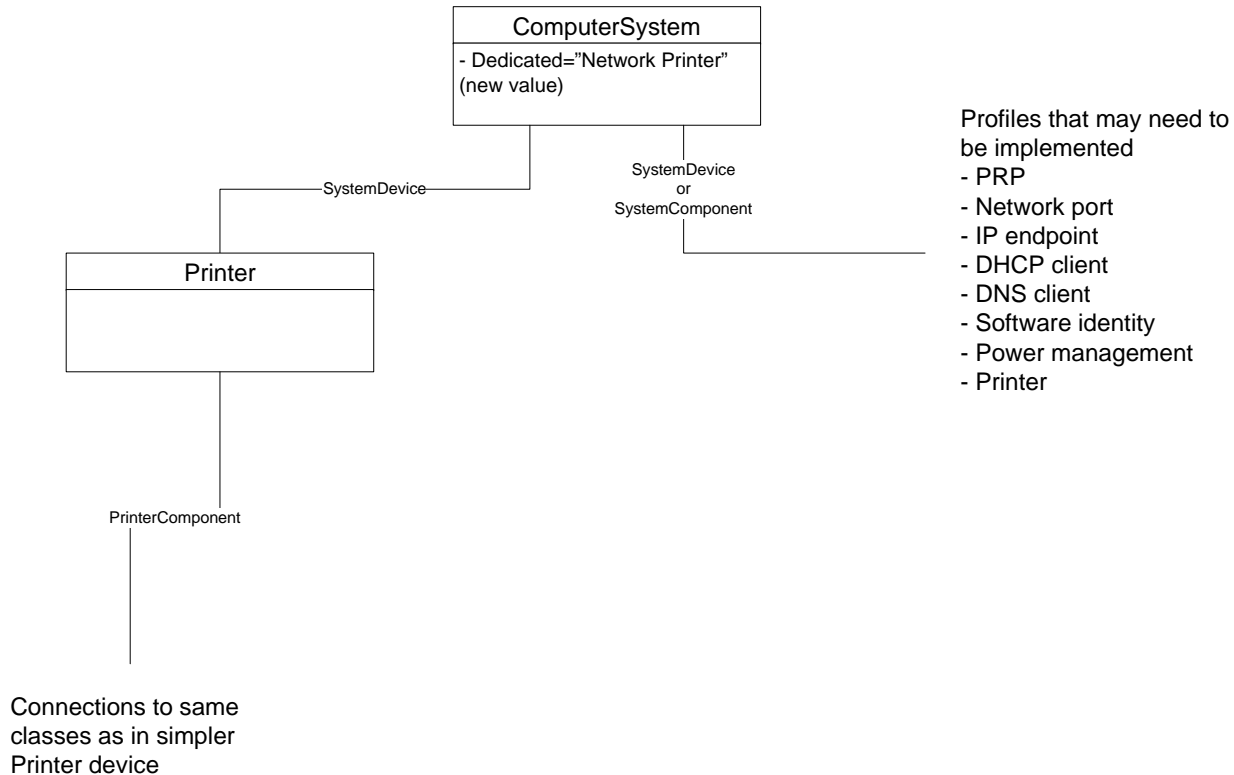 ComputerSystem
- Dedicated=”Network Printer”
(new value)
SystemDevice
SystemDevice
or
SystemComponent
Profiles that may need to
be implemented
- PRP
- Network port
- IP endpoint
- DHCP client
- DNS client
- Software identity
- Power management
- Printer
Printer
PrinterComponent
Connections to same
classes as in simpler
Printer device